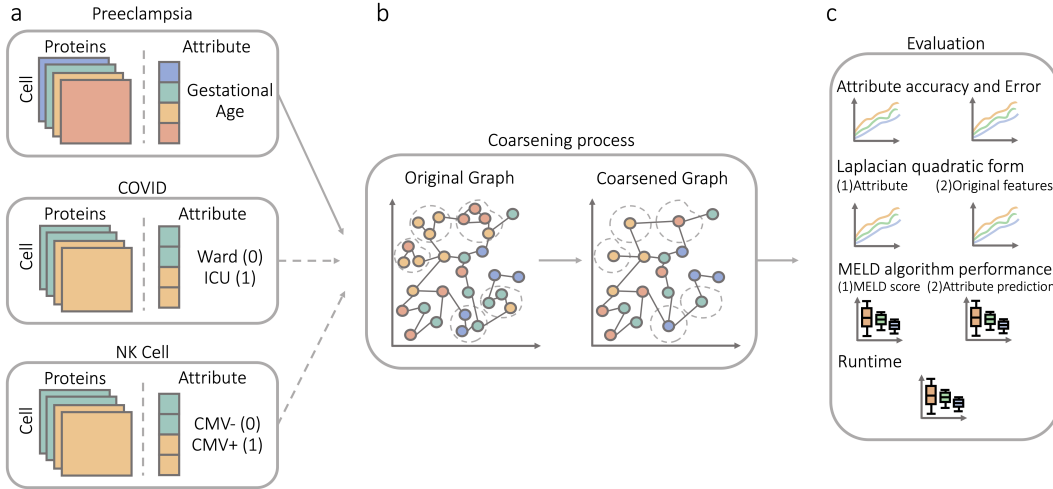 a
Preeclampsia
Proteins
Attribute
Cell
Gestational
Age
COVID
Proteins
Attribute
Cell
Ward (0)
ICU (1)
NK Cell
Proteins
Attribute
Cell
CMV- (0)
CMV+ (1)
b
Coarsening process
Original Graph
Coarsened Graph
c
Evaluation
Attribute accuracy and Error
Laplacian quadratic form
(1)Attribute (2)Original features
MELD algorithm performance
(1)MELD score (2)Attribute prediction
Runtime